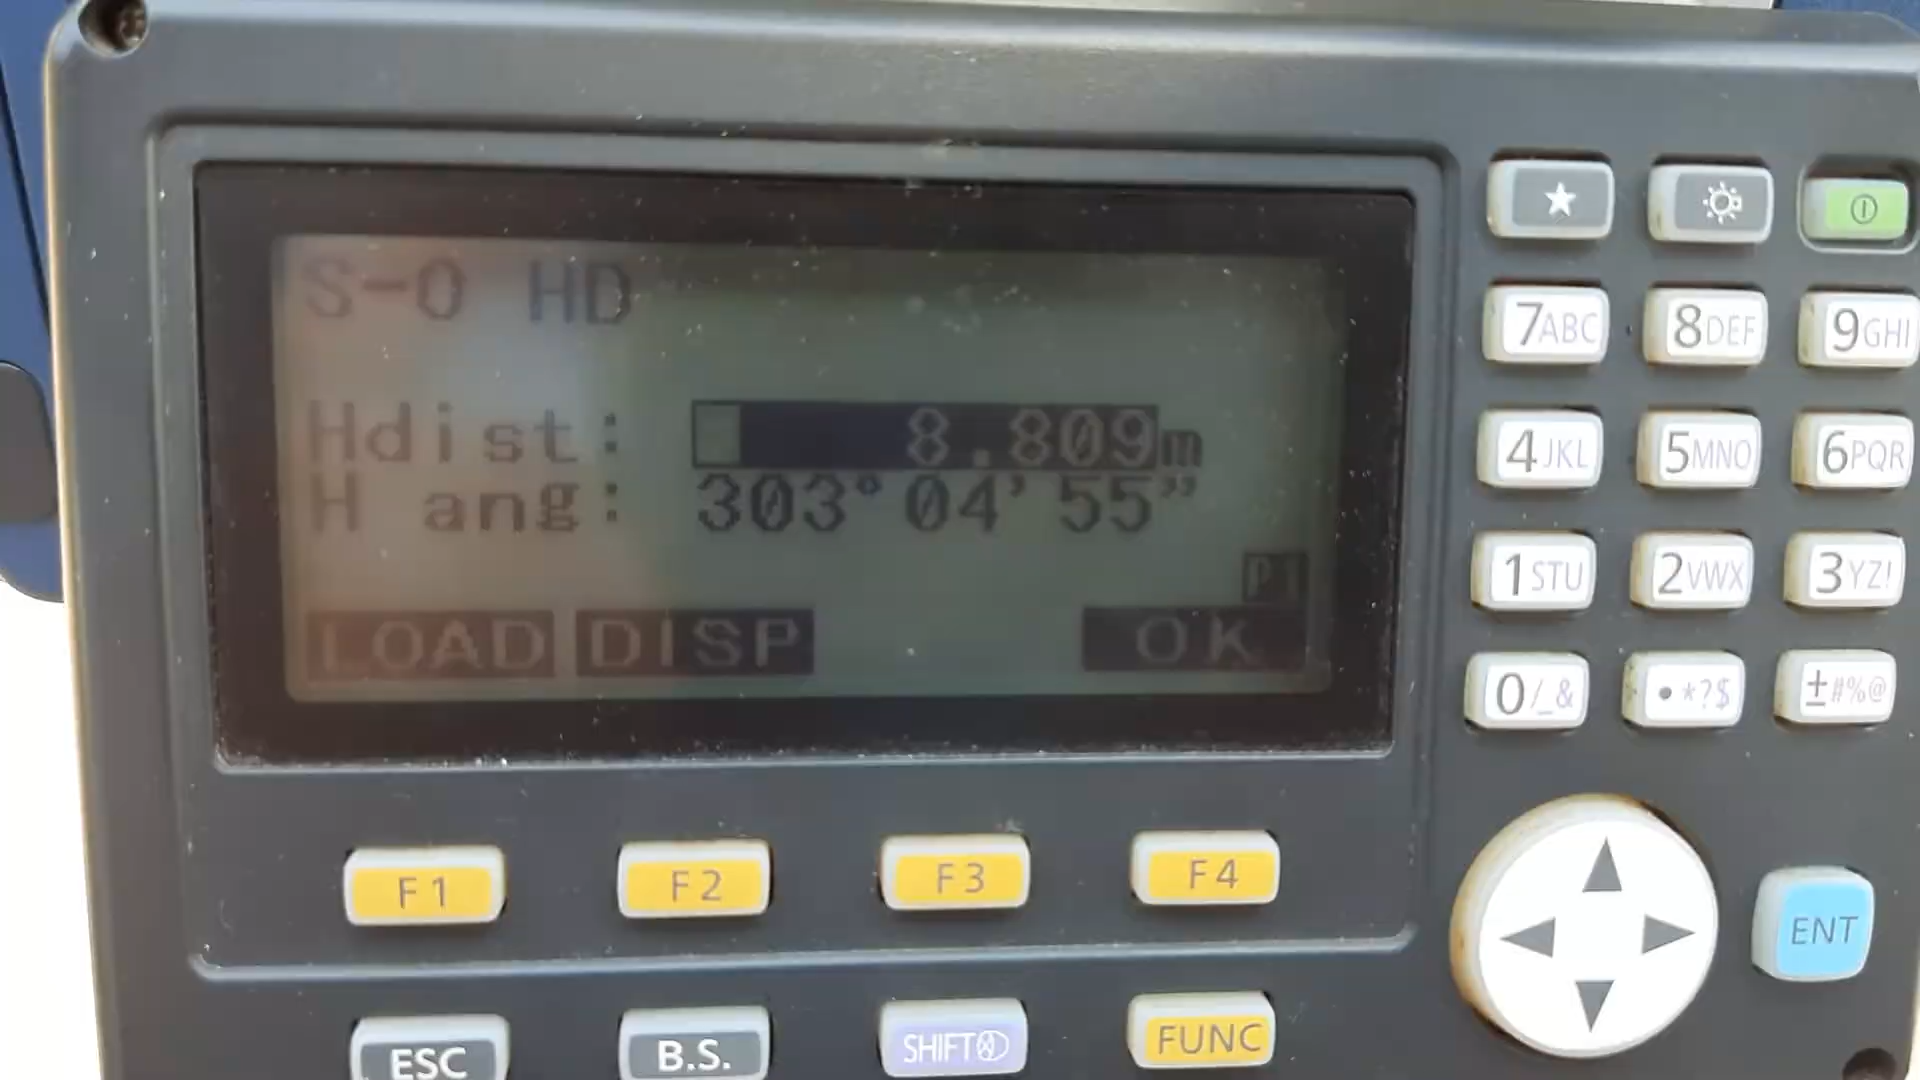 S-O HD
Hdist: 8.809m
H ang: 303°04'55"
P1
LOAD DISP OK
7ABC 8DEF 9GHI
4JKL 5MNO 6PQR
1STU 2VWX 3YZ!
0/_& •*?$ ±#%@
F1 F2 F3 F4
ENT
ESC B.S. SHIFT FUNC